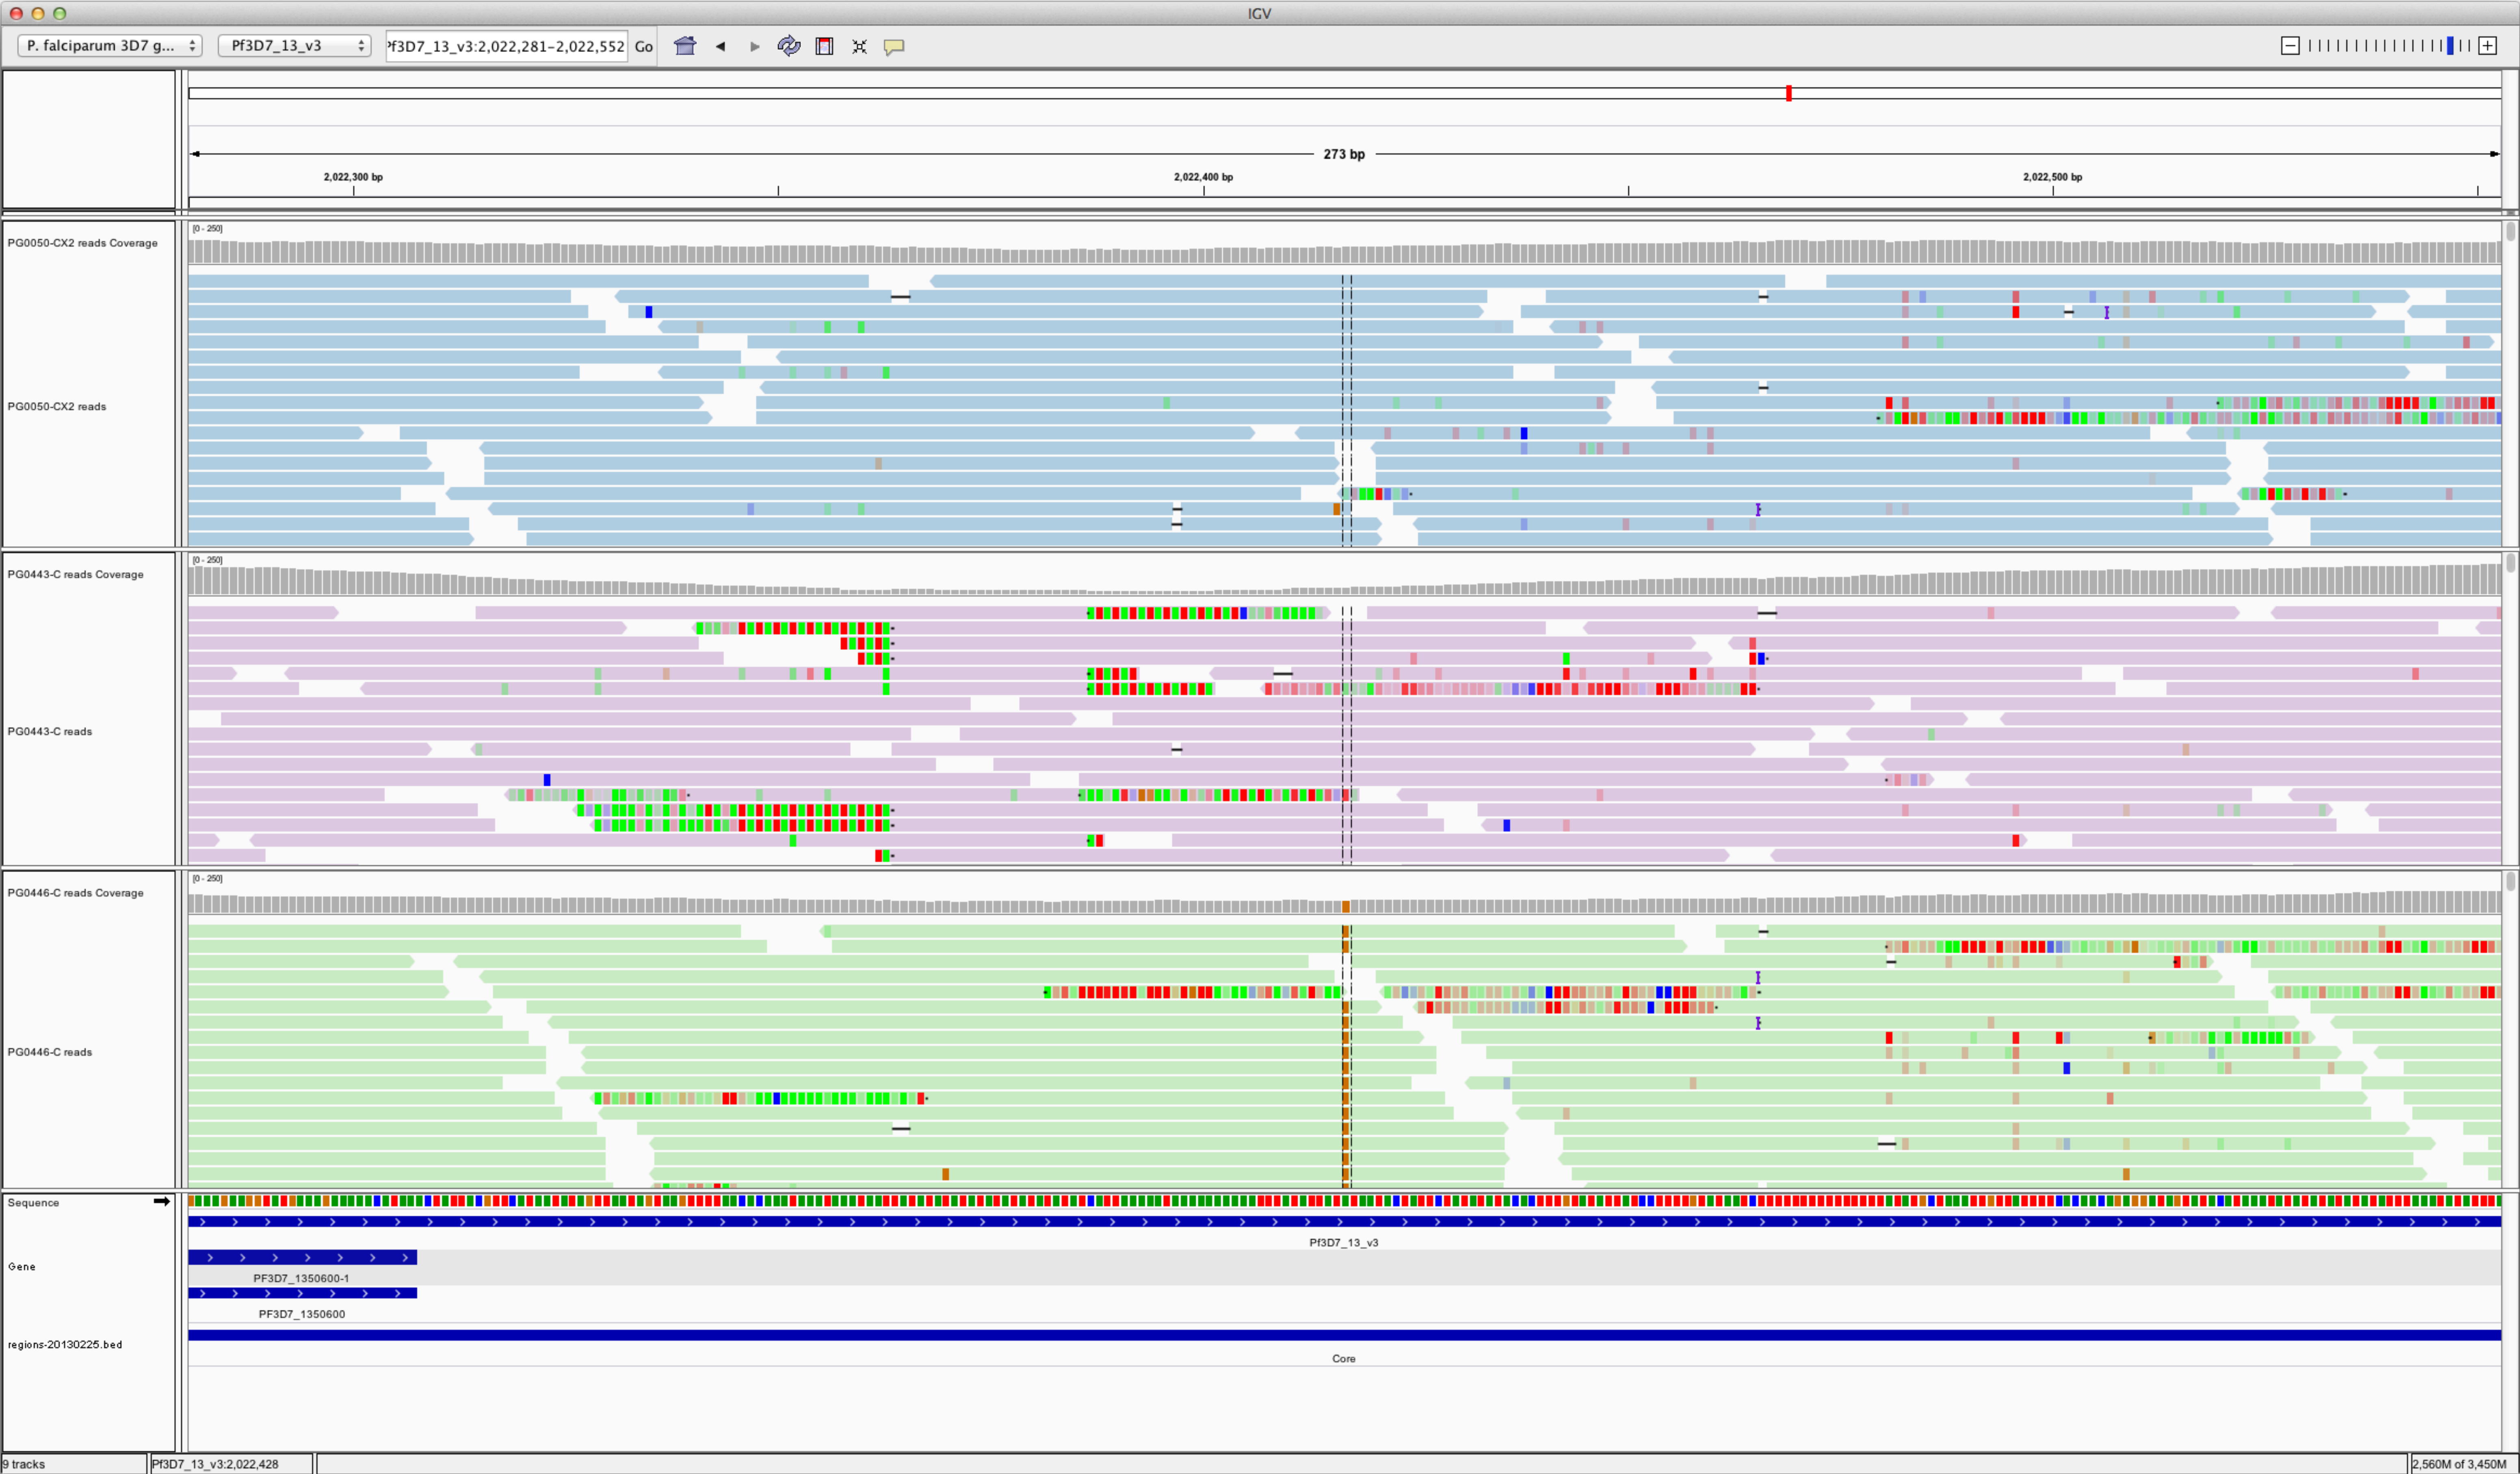 IGV
P. falciparum 3D7 g...
Pf3D7_13_v3
Pf3D7_13_v3:2,022,281-2,022,552
Go
273 bp
2,022,300 bp
2,022,400 bp
2,022,500 bp
PG0050-CX2 reads Coverage
[0 - 250]
PG0050-CX2 reads
PG0443-C reads Coverage
[0 - 250]
PG0443-C reads
PG0446-C reads Coverage
[0 - 250]
PG0446-C reads
Sequence
Pf3D7_13_v3
Gene
PF3D7_1350600-1
PF3D7_1350600
regions-20130225.bed
Core
9 tracks
Pf3D7_13_v3:2,022,428
2,560M of 3,450M